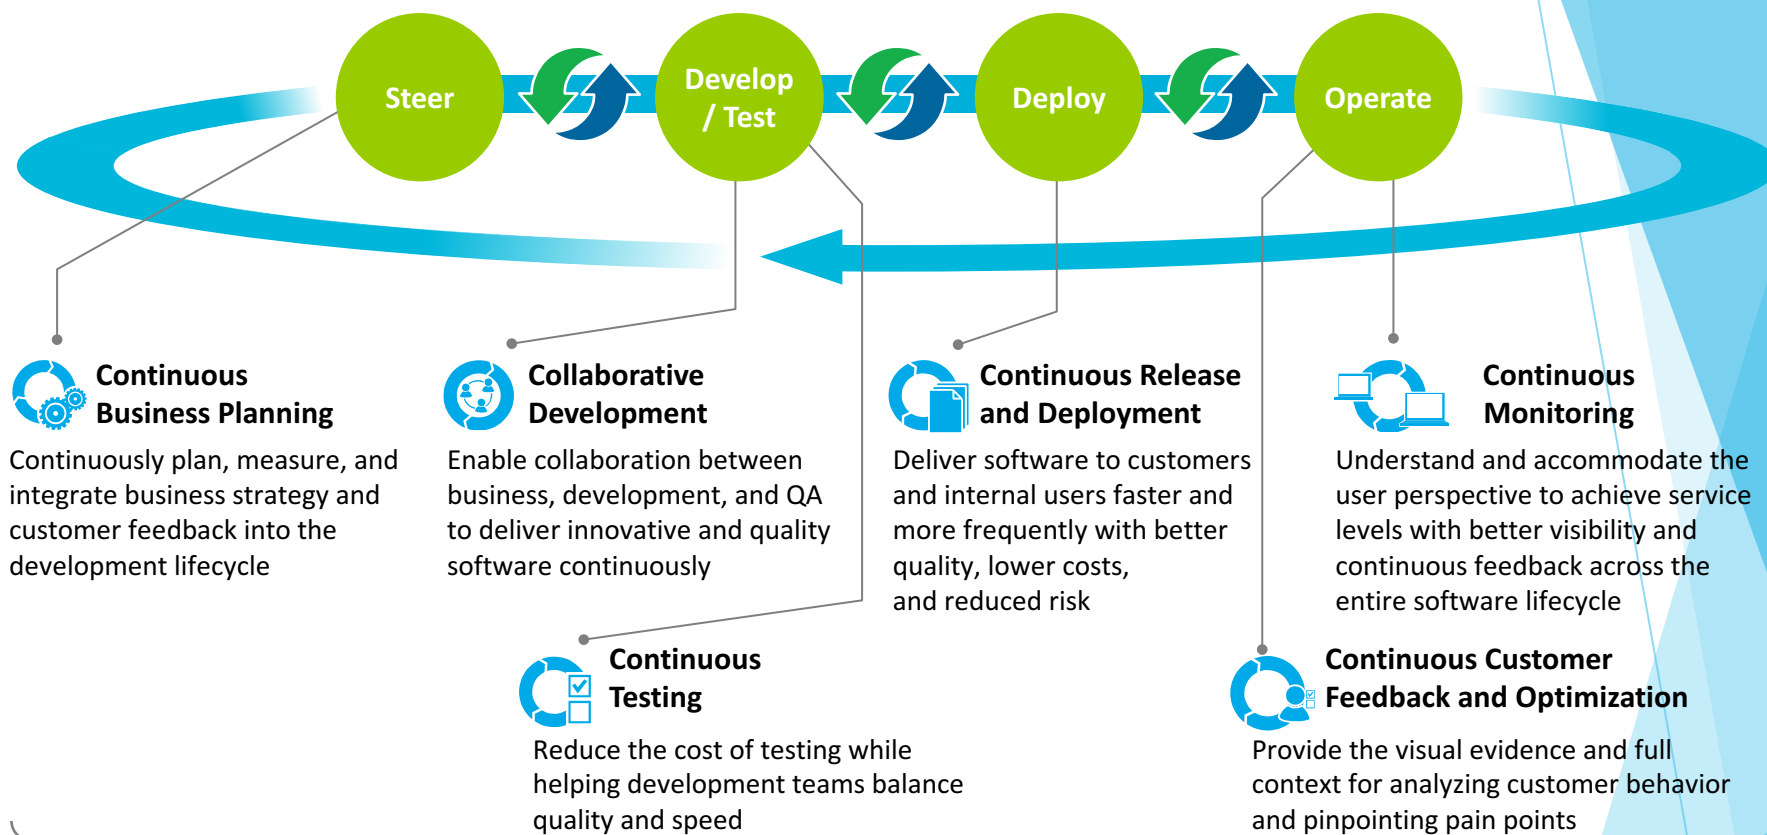 Steer
Develop
/ Test
Deploy
Operate
Continuous
Business Planning
Continuously plan, measure, and
integrate business strategy and
customer feedback into the
development lifecycle
Collaborative
Development
Enable collaboration between
business, development, and QA
to deliver innovative and quality
software continuously
Continuous Release
and Deployment
Deliver software to customers
and internal users faster and
more frequently with better
quality, lower costs,
and reduced risk
Continuous
Monitoring
Understand and accommodate the
user perspective to achieve service
levels with better visibility and
continuous feedback across the
entire software lifecycle
Continuous
Testing
Reduce the cost of testing while
helping development teams balance
quality and speed
Continuous Customer
Feedback and Optimization
Provide the visual evidence and full
context for analyzing customer behavior
and pinpointing pain points